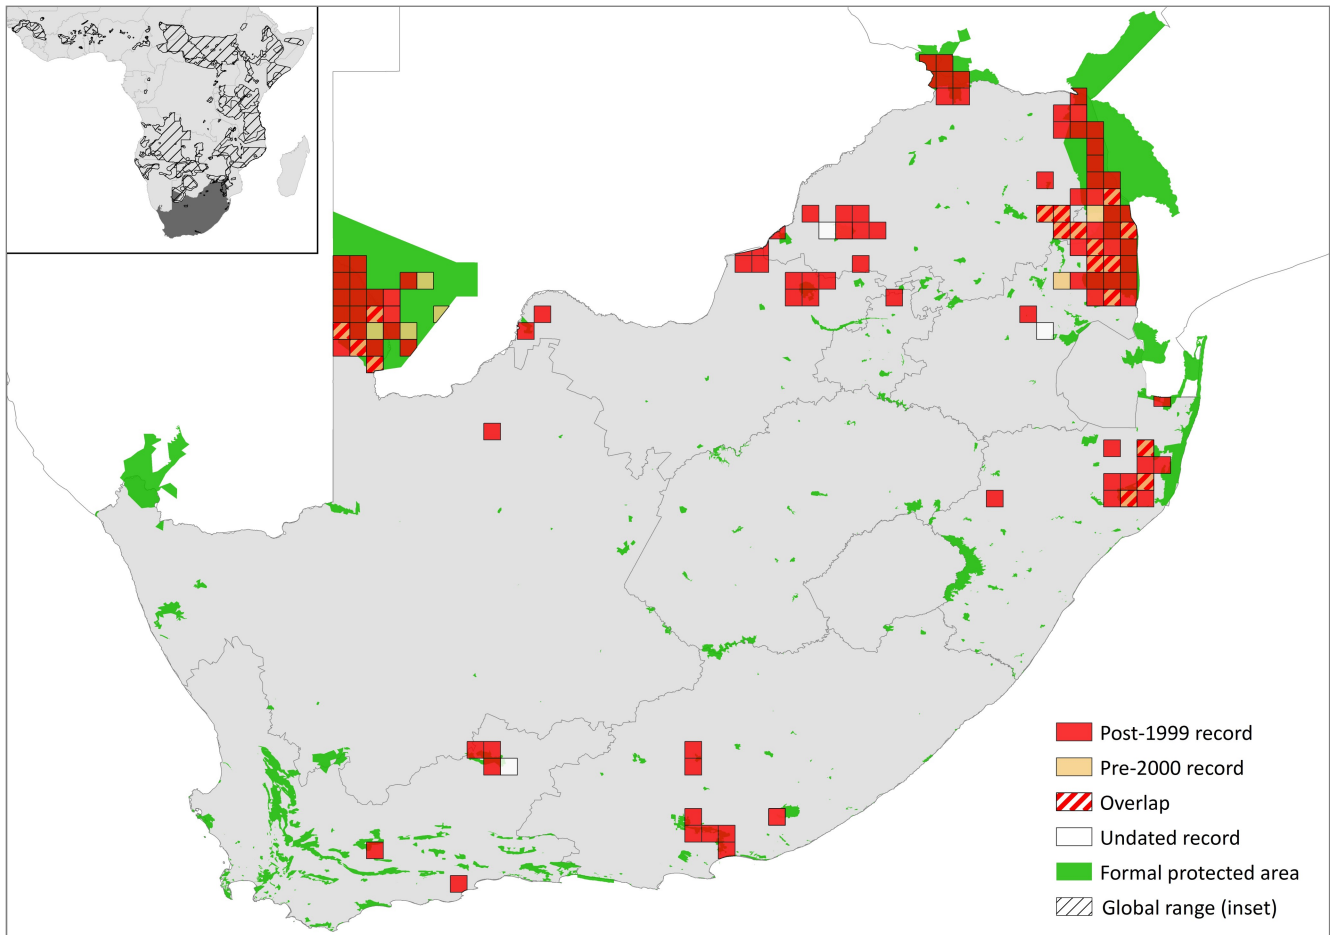 Post-1999 record
Pre-2000 record
Overlap
Undated record
Formal protected area
Global range (inset)